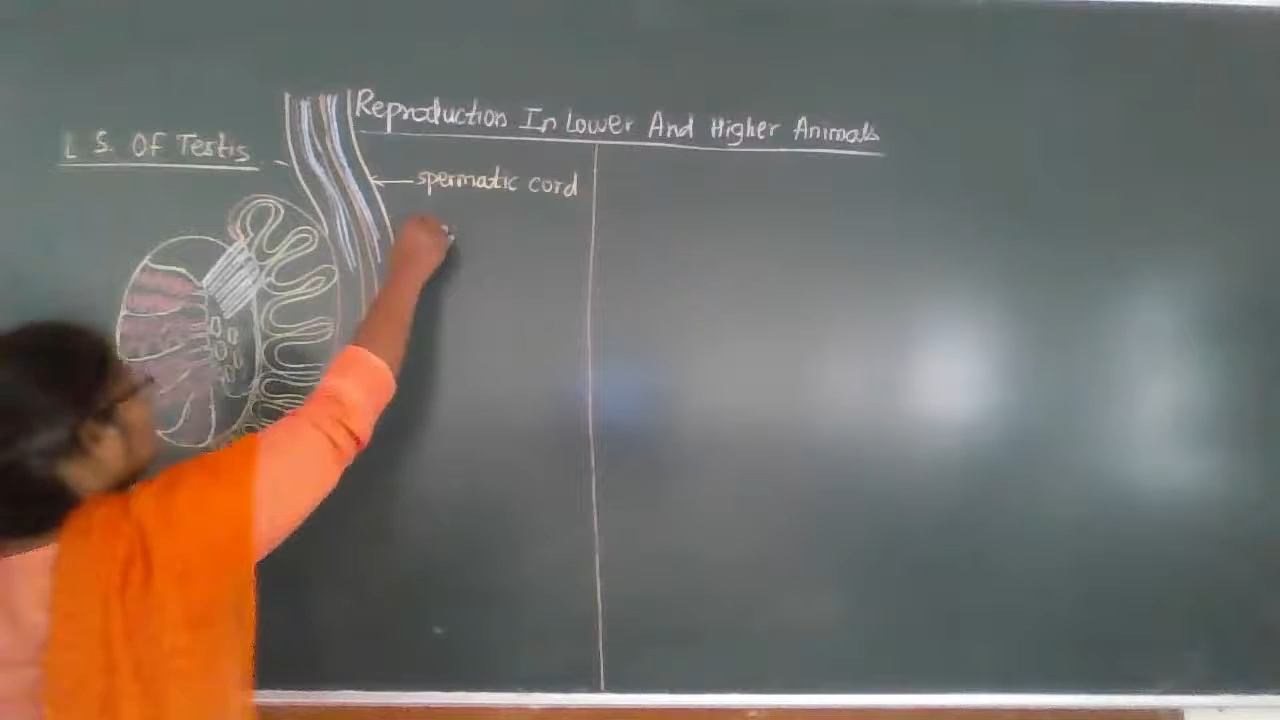 Reproduction In Lower And Higher Animals
L. S. Of Testis
spermatic cord